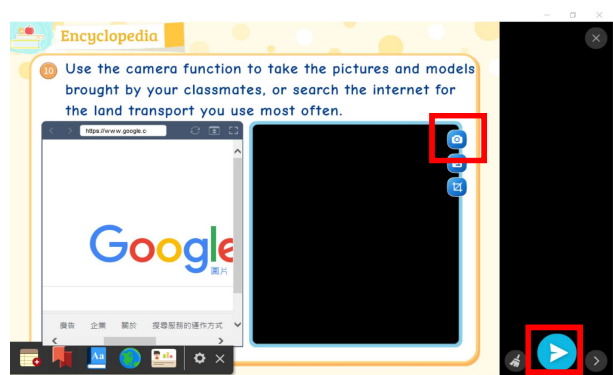 Encyclopedia
10 Use the camera function to take the pictures and models
brought by your classmates, or search the internet for
the land transport you use most often.
https://www.google.c
Google
圖片
廣告 企業 關於 搜尋服務的運作方式
Aa